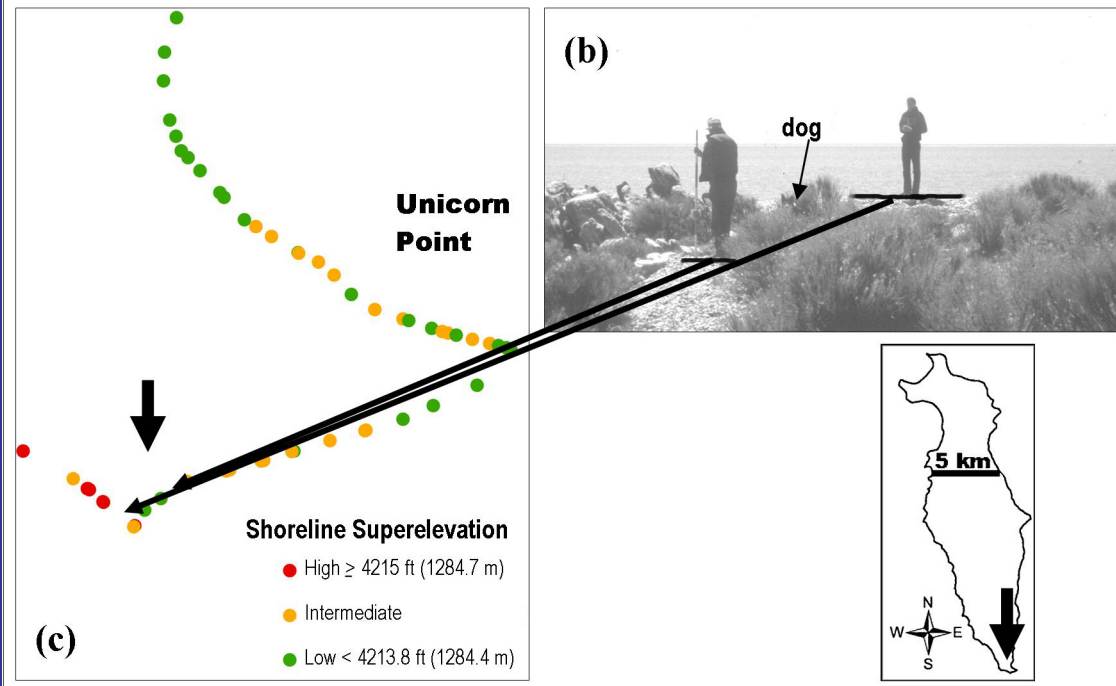 (b)
dog
Unicorn
Point
5 km
N
W E
S
Shoreline Superelevation
High ≥ 4215 ft (1284.7 m)
Intermediate
Low < 4213.8 ft (1284.4 m)
(c)